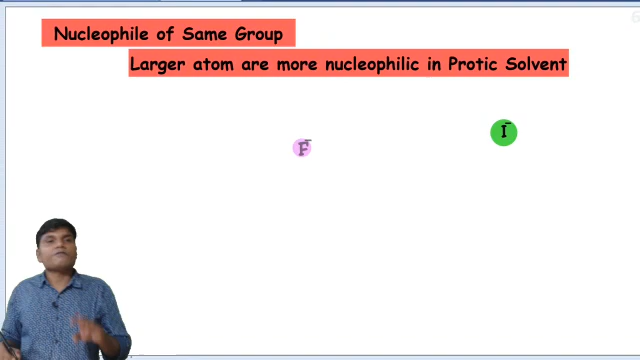 Nucleophile of Same Group
Larger atom are more nucleophilic in Protic Solvent
F⁻
I⁻